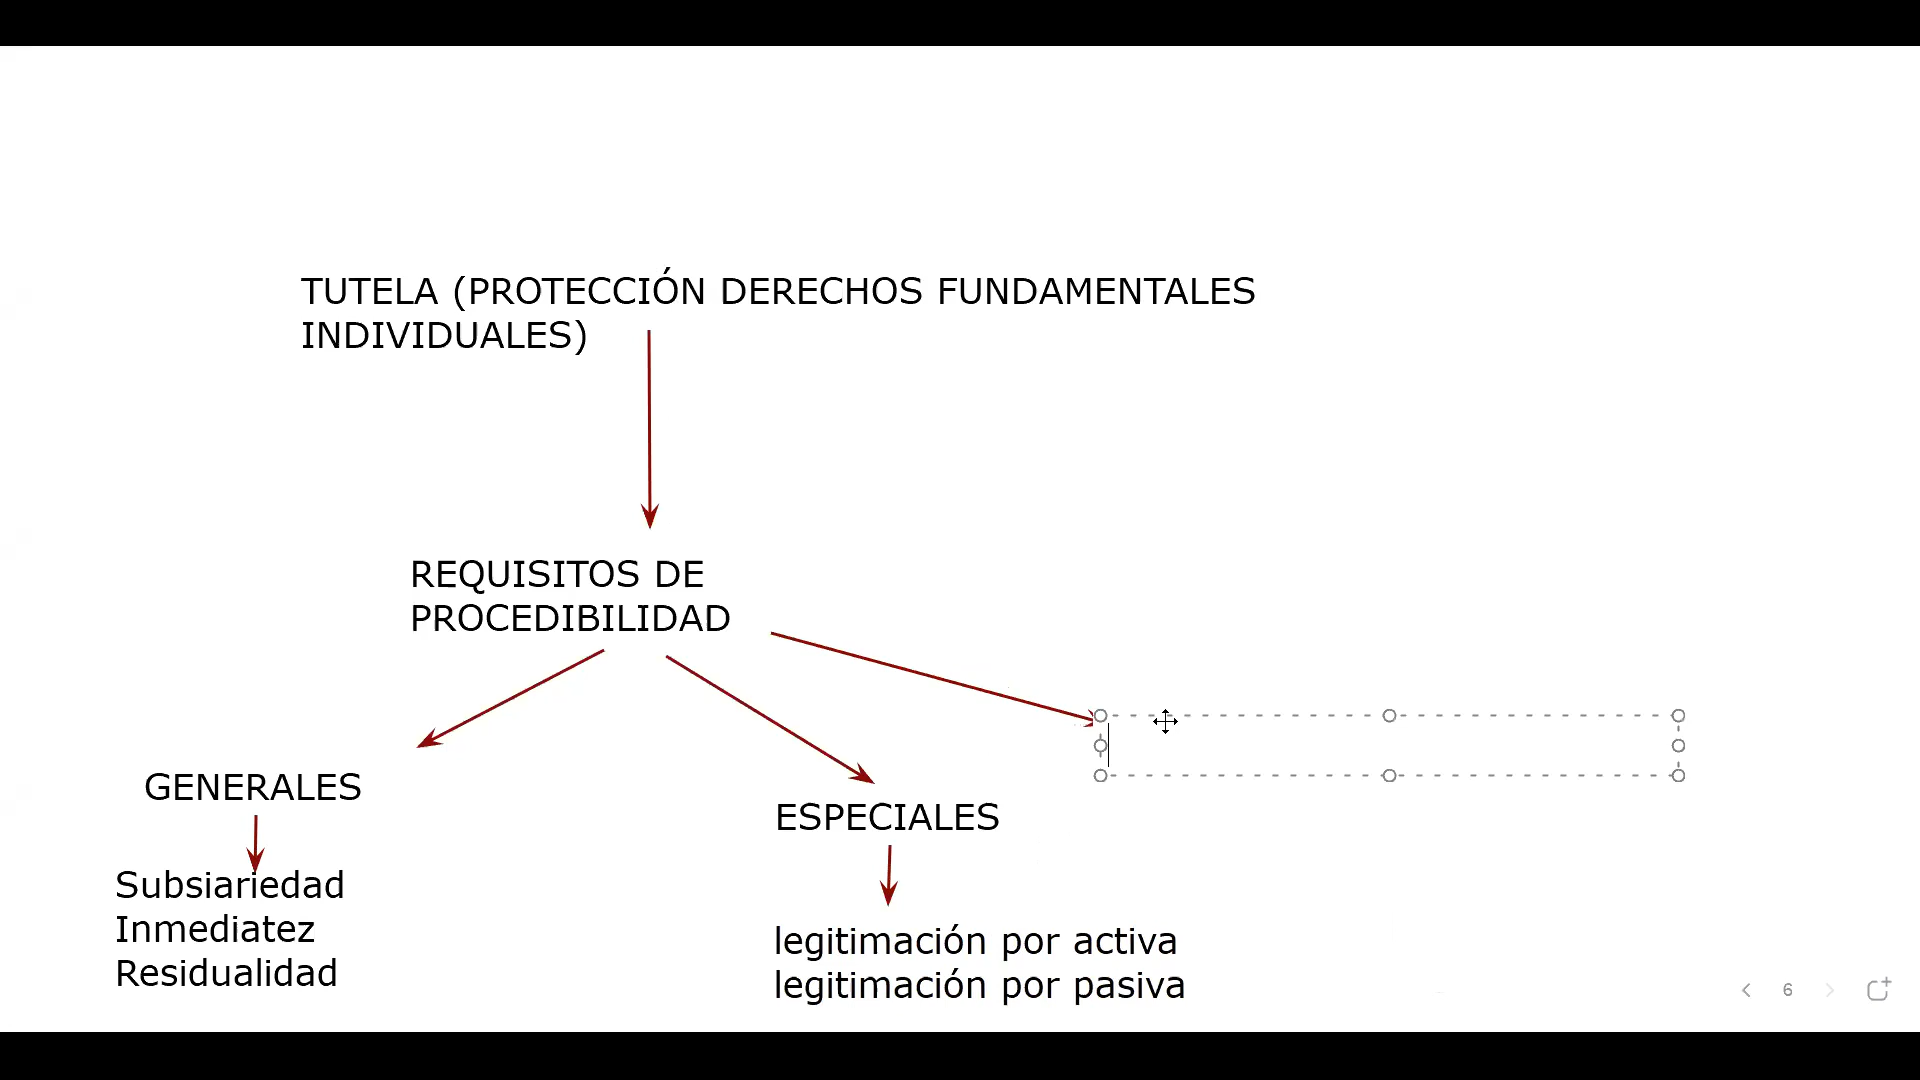 TUTELA (PROTECCIÓN DERECHOS FUNDAMENTALES
INDIVIDUALES)
REQUISITOS DE
PROCEDIBILIDAD
GENERALES
Subsiariedad
Inmediatez
Residualidad
ESPECIALES
legitimación por activa
legitimación por pasiva
6